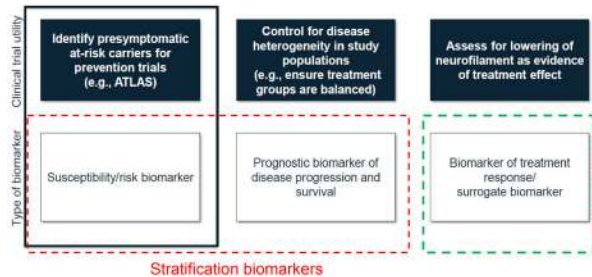 Clinical trial utility
Identify presymptomatic
at-risk carriers for
prevention trials
(e.g., ATLAS)
Control for disease
heterogeneity in study
populations
(e.g., ensure treatment
groups are balanced)
Assess for lowering of
neurofilament as evidence
of treatment effect
Type of biomarker
Susceptibility/risk biomarker
Prognostic biomarker of
disease progression and
survival
Biomarker of treatment
response/
surrogate biomarker
Stratification biomarkers